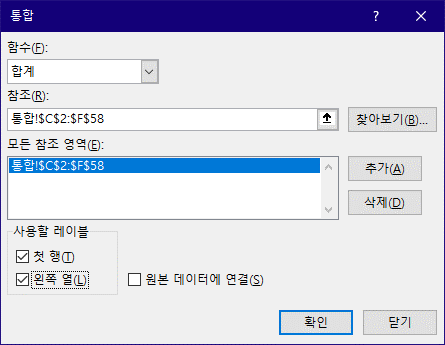 통합
? ×
함수(F):
합계
참조(R):
통합!$C$2:$F$58
찾아보기(B)...
모든 참조 영역(E):
통합!$C$2:$F$58
추가(A)
삭제(D)
사용할 레이블
첫 행(T)
왼쪽 열(L)
원본 데이터에 연결(S)
확인
닫기